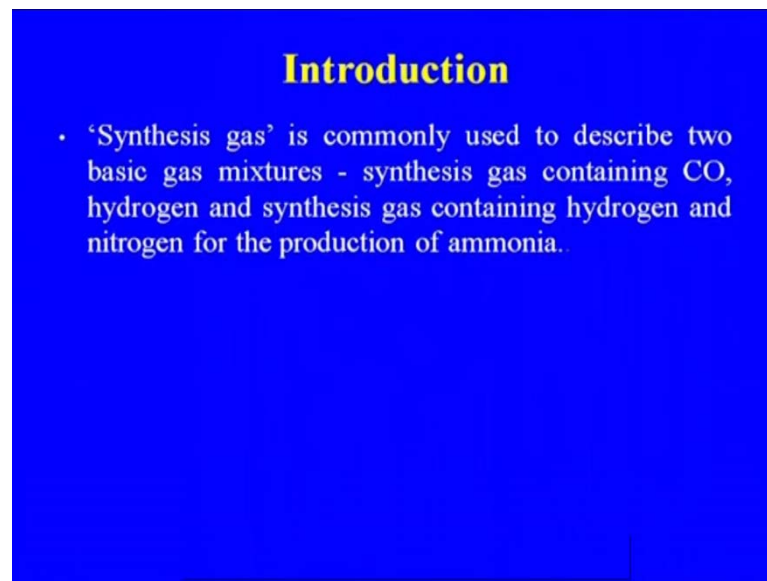 Introduction
• ‘Synthesis gas’ is commonly used to describe two
basic gas mixtures - synthesis gas containing CO,
hydrogen and synthesis gas containing hydrogen and
nitrogen for the production of ammonia..